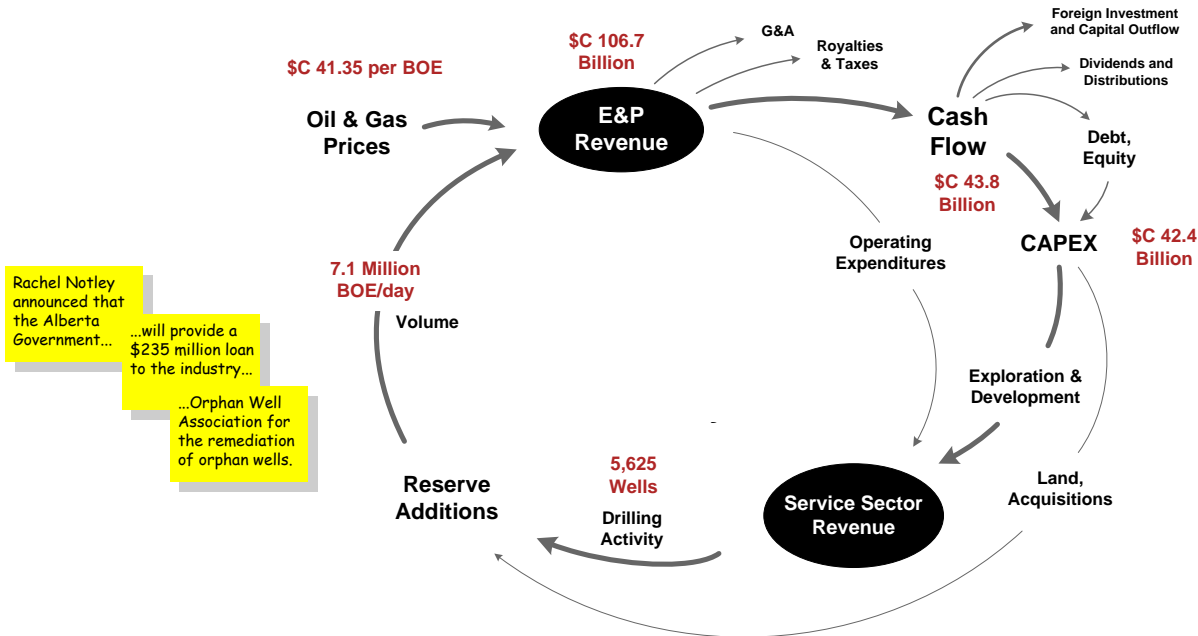 Foreign Investment
and Capital Outflow
G&A
$C 106.7
Billion
Royalties
& Taxes
$C 41.35 per BOE
Dividends and
Distributions
E&P
Revenue
Oil & Gas
Prices
Cash
Flow
Debt,
Equity
$C 43.8
Billion
Operating
Expenditures
CAPEX
$C 42.4
Billion
7.1 Million
BOE/day
Volume
Rachel Notley
announced that
the Alberta
Government...
...will provide a
$235 million loan
to the industry...
...Orphan Well
Association for
the remediation
of orphan wells.
Exploration &
Development
5,625
Wells
Drilling
Activity
Reserve
Additions
Service Sector
Revenue
Land,
Acquisitions